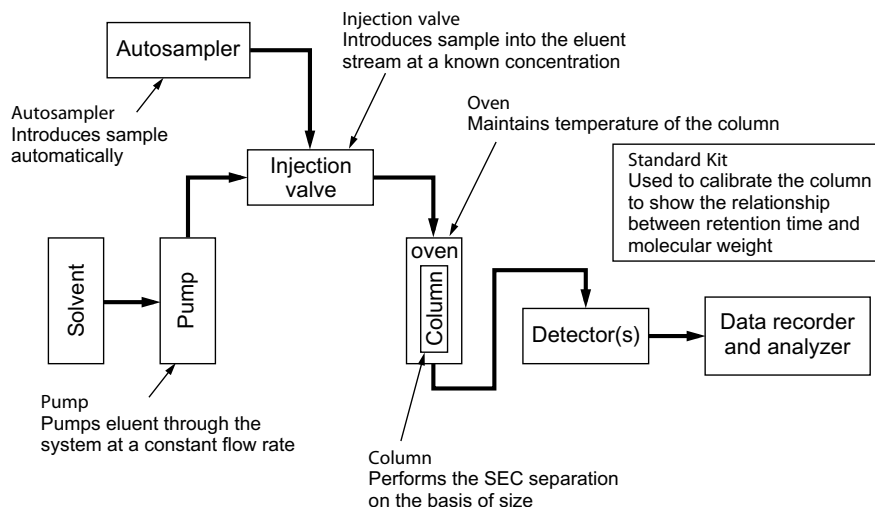 Injection valve
Introduces sample into the eluent
stream at a known concentration
Autosampler
Autosampler
Introduces sample
automatically
Oven
Maintains temperature of the column
Injection
valve
Standard Kit
Used to calibrate the column
to show the relationship
between retention time and
molecular weight
Solvent
Pump
oven
Column
Detector(s)
Data recorder
and analyzer
Pump
Pumps eluent through the
system at a constant flow rate
Column
Performs the SEC separation
on the basis of size